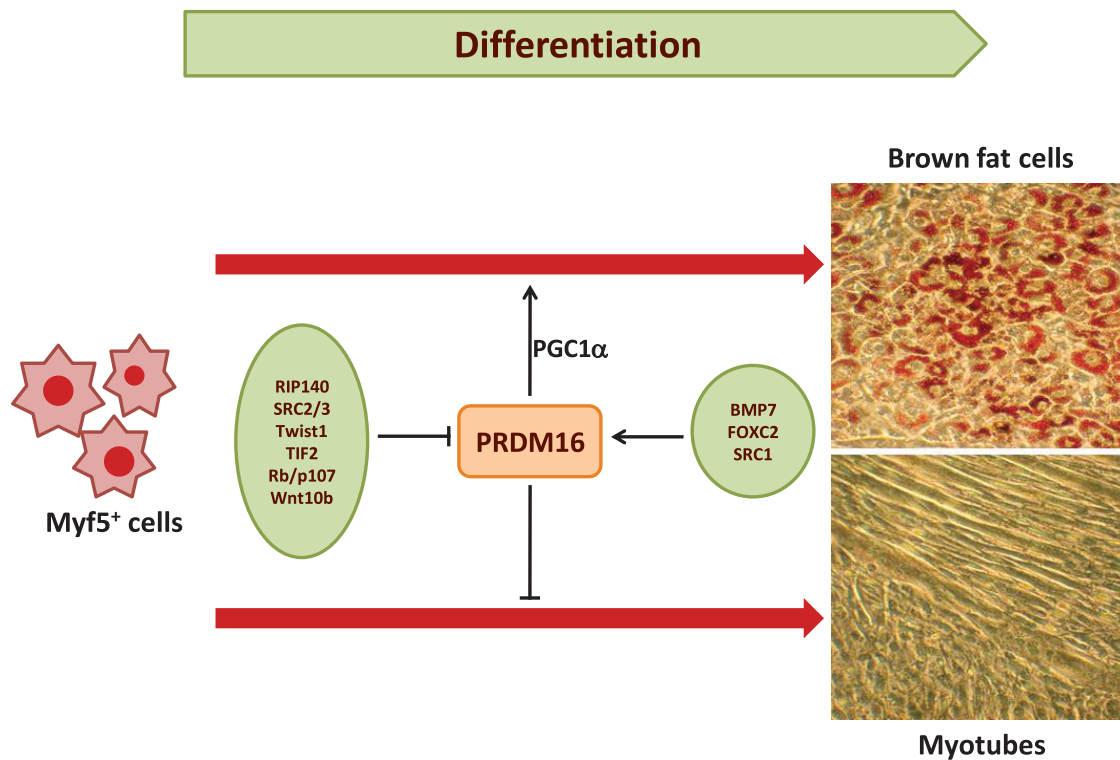 Differentiation
Brown fat cells
PGC1α
RIP140
SRC2/3
Twist1
TIF2
Rb/p107
Wnt10b
PRDM16
BMP7
FOXC2
SRC1
Myf5⁺ cells
Myotubes